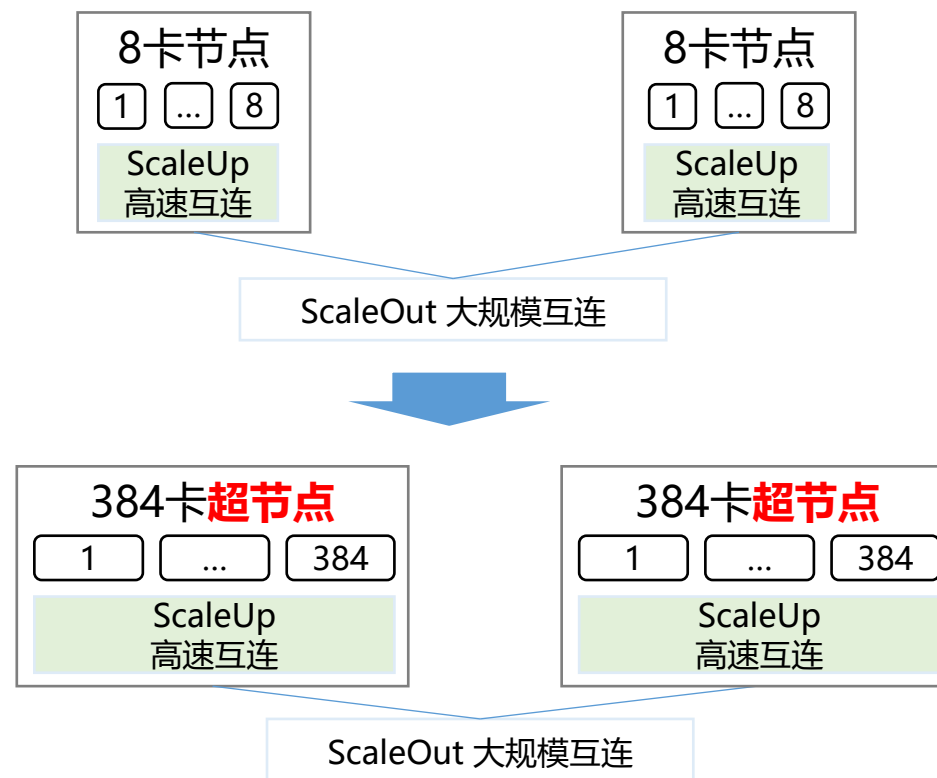 8卡节点 8卡节点
1 ... 8 1 ... 8
ScaleUp ScaleUp
高速互连 高速互连
ScaleOut 大规模互连
384卡超节点 384卡超节点
1 ... 384 1 ... 384
ScaleUp ScaleUp
高速互连 高速互连
ScaleOut 大规模互连